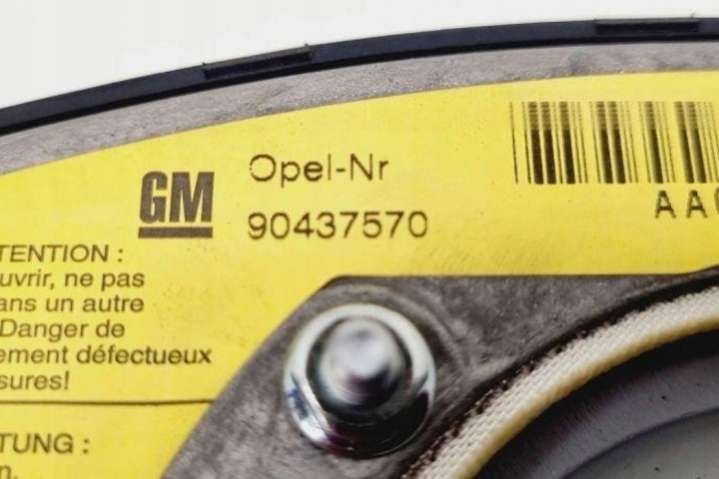 GM
Opel-Nr
90437570
AA
TENTION :
uvrir, ne pas
ans un autre
Danger de
ement défectueux
sures!
TUNG :
n.